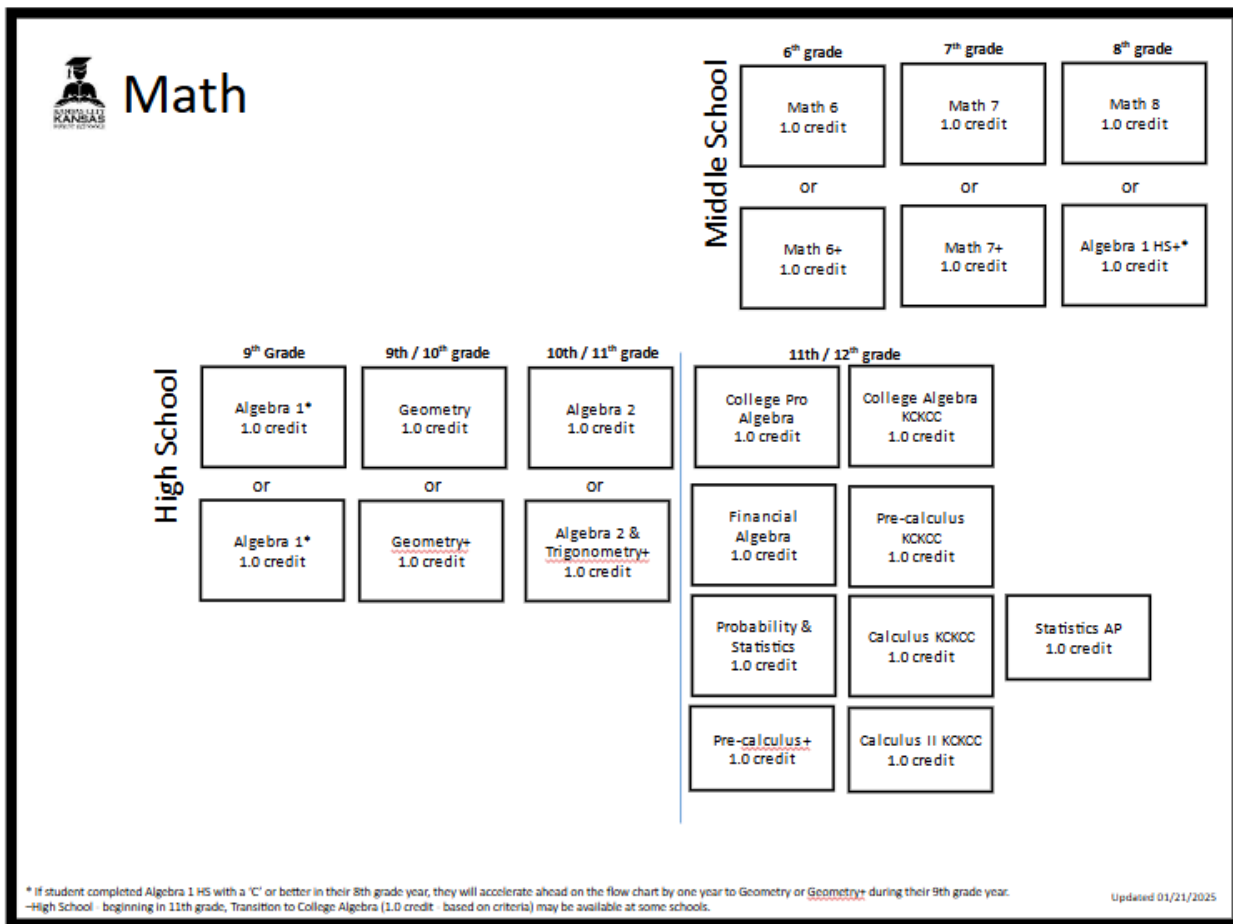 Math
KANSAS CITY
KANSAS
PUBLIC SCHOOLS
Middle School
6th grade
7th grade
8th grade
Math 6
1.0 credit
Math 7
1.0 credit
Math 8
1.0 credit
or
or
or
Math 6+
1.0 credit
Math 7+
1.0 credit
Algebra 1 HS+*
1.0 credit
High School
9th Grade
9th / 10th grade
10th / 11th grade
11th / 12th grade
Algebra 1*
1.0 credit
Geometry
1.0 credit
Algebra 2
1.0 credit
College Pro
Algebra
1.0 credit
College Algebra
KCKCC
1.0 credit
or
or
or
Algebra 1*
1.0 credit
Geometry+
1.0 credit
Algebra 2 &
Trigonometry+
1.0 credit
Financial
Algebra
1.0 credit
Pre-calculus
KCKCC
1.0 credit
Probability &
Statistics
1.0 credit
Calculus KCKCC
1.0 credit
Statistics AP
1.0 credit
Pre-calculus+
1.0 credit
Calculus II KCKCC
1.0 credit
* If student completed Algebra 1 HS with a 'C' or better in their 8th grade year, they will accelerate ahead on the flow chart by one year to Geometry or Geometry+ during their 9th grade year.
~High School - beginning in 11th grade, Transition to College Algebra (1.0 credit - based on criteria) may be available at some schools.
Updated 01/21/2025